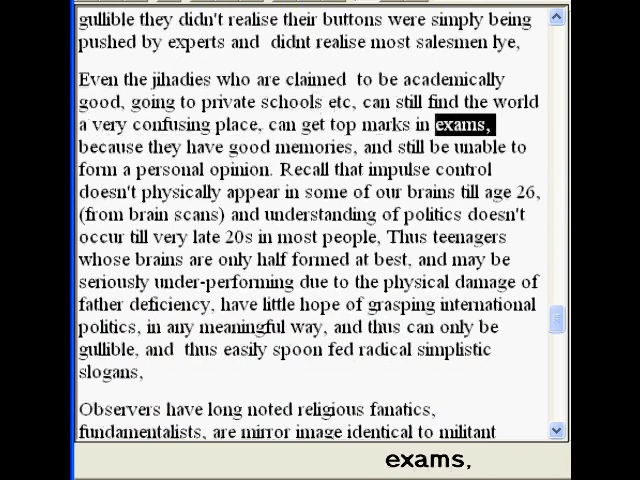 gullible they didn't realise their buttons were simply being
pushed by experts and  didnt realise most salesmen lye,
Even the jihadies who are claimed  to be academically
good, going to private schools etc, can still find the world
a very confusing place, can get top marks in exams,
because they have good memories, and still be unable to
form a personal opinion. Recall that impulse control
doesn't physically appear in some of our brains till age 26,
(from brain scans) and understanding of politics doesn't
occur till very late 20s in most people, Thus teenagers
whose brains are only half formed at best, and may be
seriously under-performing due to the physical damage of
father deficiency, have little hope of grasping international
politics, in any meaningful way, and thus can only be
gullible, and  thus easily spoon fed radical simplistic
slogans,
Observers have long noted religious fanatics,
fundamentalists, are mirror image identical to militant
exams,